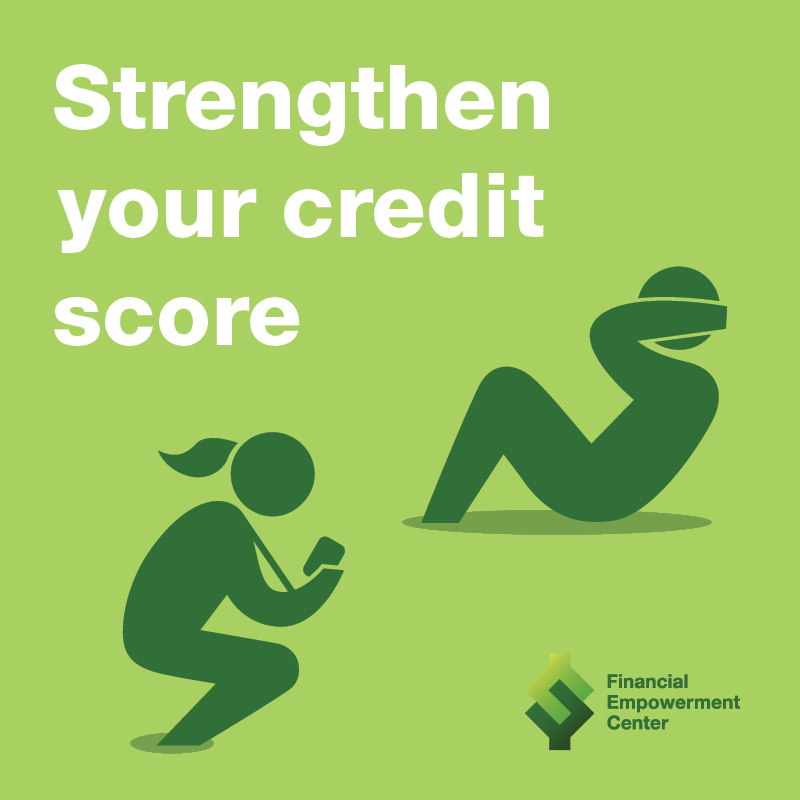 Strengthen
your credit
score
Financial
Empowerment
Center